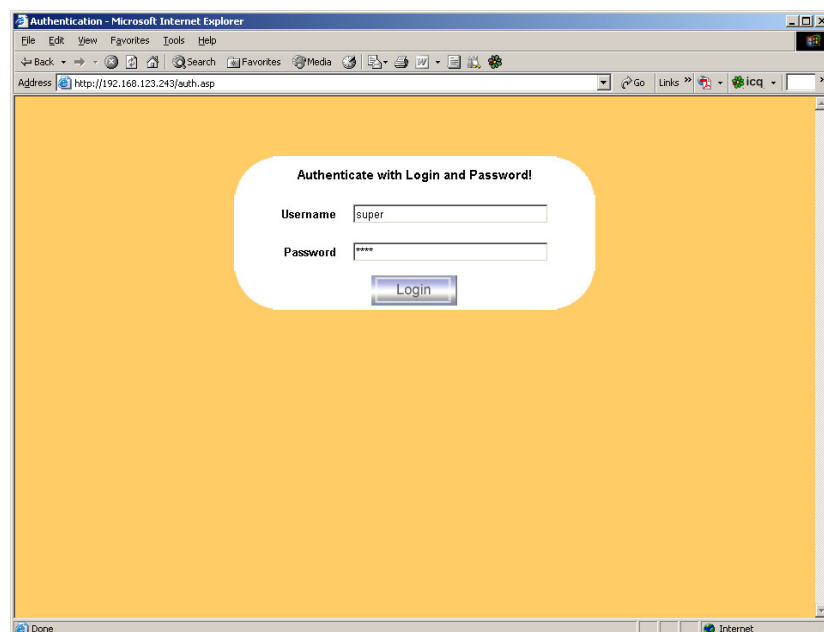 Authentication - Microsoft Internet Explorer
File Edit View Favorites Tools Help
Back Search Favorites Media
Address http://192.168.123.243/auth.asp Go Links » icq »
Authenticate with Login and Password!
Username super
Password ****
Login
Done Internet